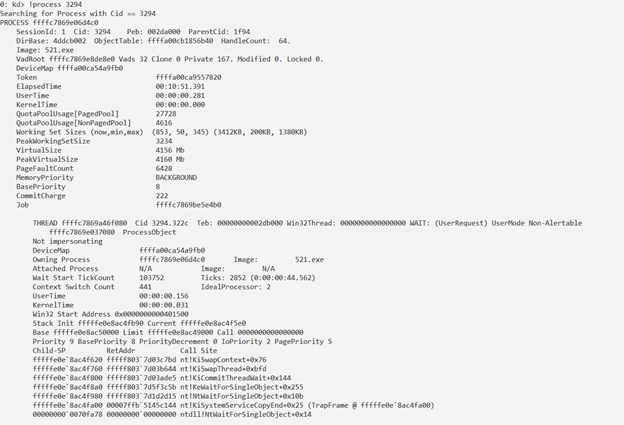 0: kd> !process 3294
Searching for Process with Cid == 3294
PROCESS ffffc7869e06d4c0
SessionId: 1 Cid: 3294 Peb: 002da000 ParentCid: 1f94
DirBase: 4ddcb002 ObjectTable: ffffa00cb1856b40 HandleCount: 64.
Image: 521.exe
VadRoot ffffc7869e8de8e0 Vads 32 Clone 0 Private 167. Modified 0. Locked 0.
DeviceMap ffffa00ca54a9fb0
Token ffffa00ca9557820
ElapsedTime 00:10:51.391
UserTime 00:00:00.281
KernelTime 00:00:00.000
QuotaPoolUsage[PagedPool] 27728
QuotaPoolUsage[NonPagedPool] 4616
Working Set Sizes (now,min,max) (853, 50, 345) (3412KB, 200KB, 1380KB)
PeakWorkingSetSize 3234
VirtualSize 4156 Mb
PeakVirtualSize 4160 Mb
PageFaultCount 6428
MemoryPriority BACKGROUND
BasePriority 8
CommitCharge 222
Job ffffc7869be5e4b0
THREAD ffffc7869a46f080 Cid 3294.322c Teb: 00000000002db000 Win32Thread: 0000000000000000 WAIT: (UserRequest) UserMode Non-Alertable
ffffc7869e037080 ProcessObject
Not impersonating
DeviceMap ffffa00ca54a9fb0
Owning Process ffffc7869e06d4c0 Image: 521.exe
Attached Process N/A Image: N/A
Wait Start TickCount 103752 Ticks: 2852 (0:00:00:44.562)
Context Switch Count 441 IdealProcessor: 2
UserTime 00:00:00.156
KernelTime 00:00:00.031
Win32 Start Address 0x0000000000401500
Stack Init fffffe0e8ac4fb90 Current fffffe0e8ac4f5e0
Base fffffe0e8ac50000 Limit fffffe0e8ac49000 Call 0000000000000000
Priority 9 BasePriority 8 PriorityDecrement 0 IoPriority 2 PagePriority 5
Child-SP RetAddr Call Site
fffffe0e`8ac4f620 fffff803`7d03c7bd nt!KiSwapContext+0x76
fffffe0e`8ac4f760 fffff803`7d03b644 nt!KiSwapThread+0xbfd
fffffe0e`8ac4f800 fffff803`7d03ade5 nt!KiCommitThreadWait+0x144
fffffe0e`8ac4f8a0 fffff803`7d5f3c5b nt!KeWaitForSingleObject+0x255
fffffe0e`8ac4f980 fffff803`7d1d2d15 nt!NtWaitForSingleObject+0x10b
fffffe0e`8ac4fa00 00007ffb`5145c144 nt!KiSystemServiceCopyEnd+0x25 (TrapFrame @ fffffe0e`8ac4fa00)
00000000`0070fa78 00000000`00000000 ntdll!NtWaitForSingleObject+0x14